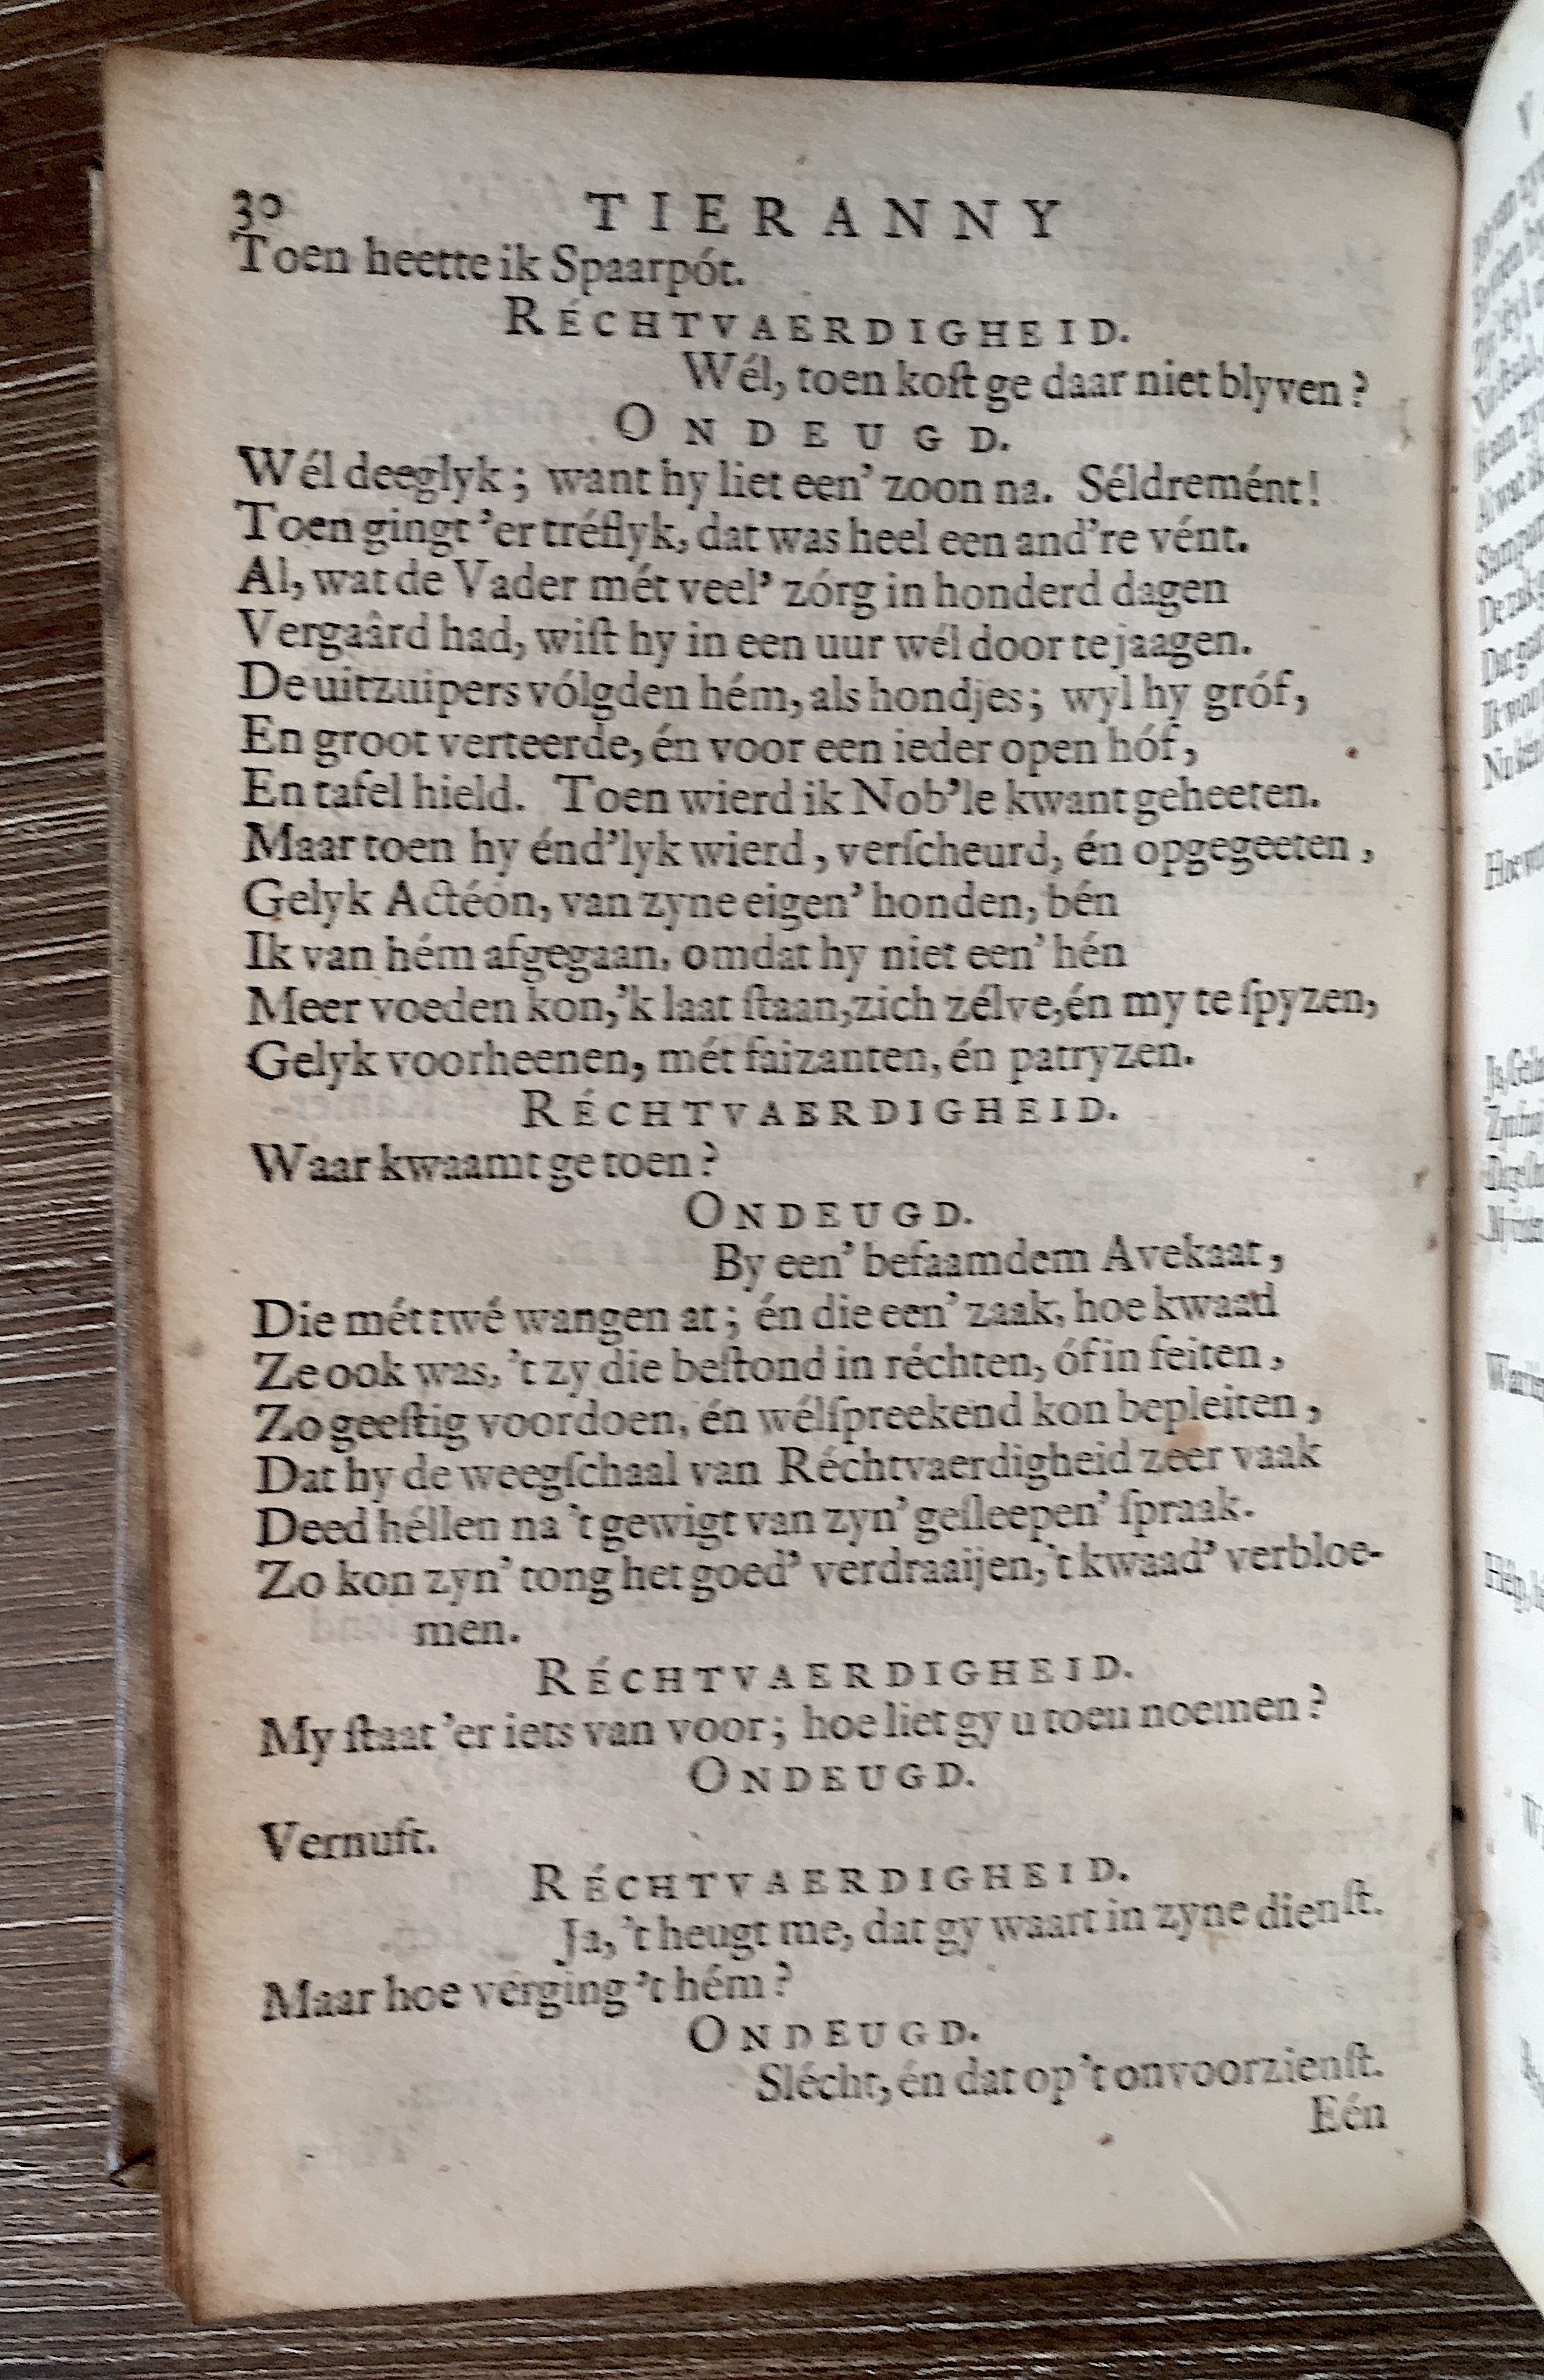 30 TIERANNY
Toen heette ik Spaarpót.
RÉCHTVAERDIGHEID.
Wél, toen koſt ge daar niet blyven?
ONDEUGD.
Wél deeglyk; want hy liet een' zoon na. Séldremént!
Toen gingt 'er tréflyk, dat was heel een and're vént.
Al, wat de Vader mét veel' zórg in honderd dagen
Vergaârd had, wiſt hy in een uur wél door te jaagen.
De uitzuipers vólgden hém, als hondjes; wyl hy gróf,
En groot verteerde, én voor een ieder open hóf,
En tafel hield. Toen wierd ik Nob'le kwant geheeten.
Maar toen hy énd'lyk wierd, verſcheurd, én opgegeeten,
Gelyk Actéon, van zyne eigen' honden, bén
Ik van hém afgegaan, omdat hy niet een' hén
Meer voeden kon, 'k laat ſtaan, zich zélve, én my te ſpyzen,
Gelyk voorheenen, mét faizanten, én patryzen.
RÉCHTVAERDIGHEID.
Waar kwaamt ge toen?
ONDEUGD.
By een' befaamdem Avekaat,
Die mét twé wangen at; én die een' zaak, hoe kwaad
Ze ook was, 't zy die beſtond in réchten, óf in feiten,
Zo geeſtig voordoen, én wélſpreekend kon bepleiten,
Dat hy de weegſchaal van Réchtvaerdigheid zeer vaak
Deed héllen na 't gewigt van zyn' geſleepen' ſpraak.
Zo kon zyn' tong het goed' verdraaijen, 't kwaad' verbloe-
men.
RÉCHTVAERDIGHEID.
My ſtaat 'er iets van voor; hoe liet gy u toen noemen?
ONDEUGD.
Vernuft.
RÉCHTVAERDIGHEID.
Ja, 't heugt me, dat gy waart in zyne dienſt.
Maar hoe verging 't hém?
ONDEUGD.
Slécht, én dat op 't onvoorzienſt.
Eén